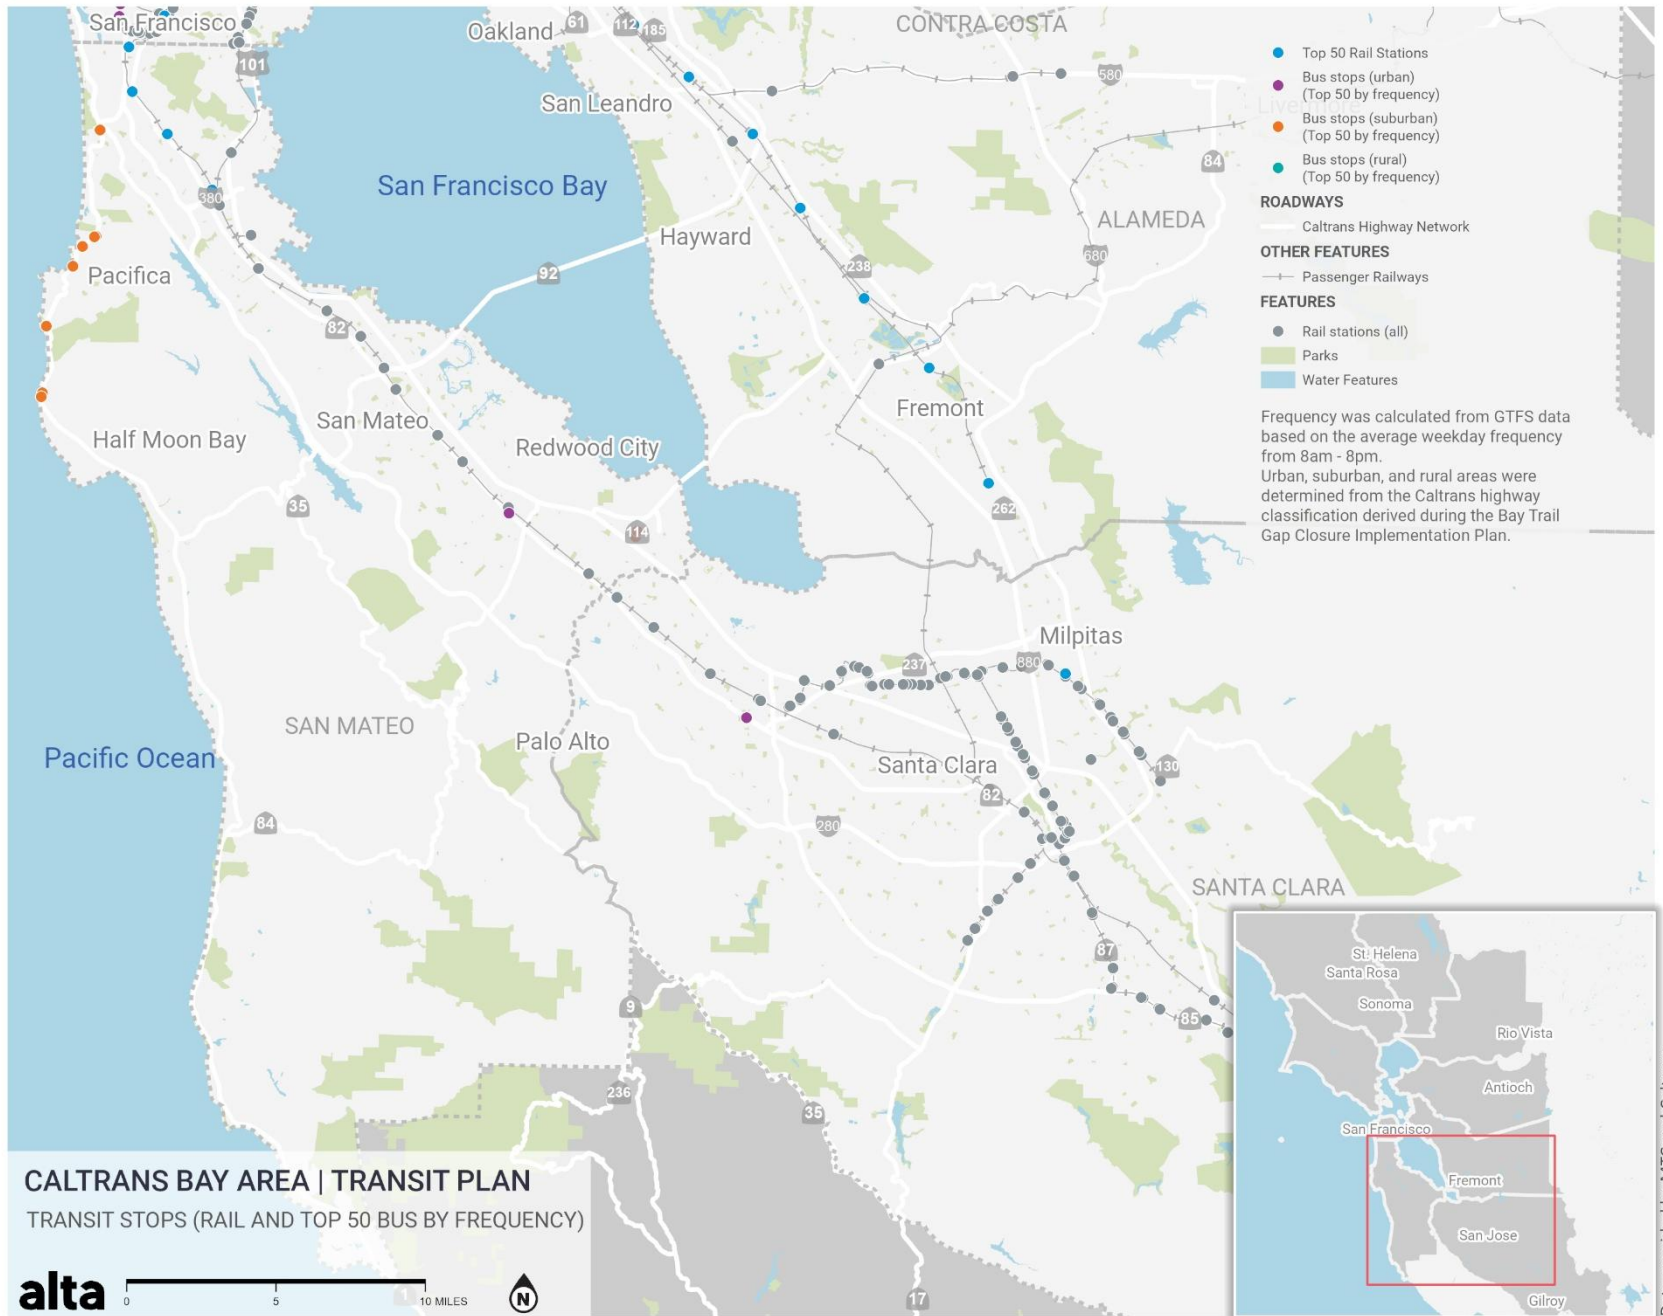 San Francisco
Oakland
61
112
185
CONTRA COSTA
101
580
San Leandro
84
380
San Francisco Bay
ALAMEDA
Hayward
238
680
92
Pacifica
82
San Mateo
Fremont
Half Moon Bay
Redwood City
35
262
114
Milpitas
237
880
SAN MATEO
Palo Alto
Pacific Ocean
Santa Clara
130
82
84
280
SANTA CLARA
87
9
85
236
35
17
1
Top 50 Rail Stations
Bus stops (urban)
(Top 50 by frequency)
Livermore
Bus stops (suburban)
(Top 50 by frequency)
Bus stops (rural)
(Top 50 by frequency)
ROADWAYS
Caltrans Highway Network
OTHER FEATURES
Passenger Railways
FEATURES
Rail stations (all)
Parks
Water Features
Frequency was calculated from GTFS data
based on the average weekday frequency
from 8am - 8pm.
Urban, suburban, and rural areas were
determined from the Caltrans highway
classification derived during the Bay Trail
Gap Closure Implementation Plan.
St. Helena
Santa Rosa
Sonoma
Rio Vista
Antioch
San Francisco
Fremont
San Jose
Gilroy
CALTRANS BAY AREA | TRANSIT PLAN
TRANSIT STOPS (RAIL AND TOP 50 BUS BY FREQUENCY)
alta
0 5 10 MILES
N